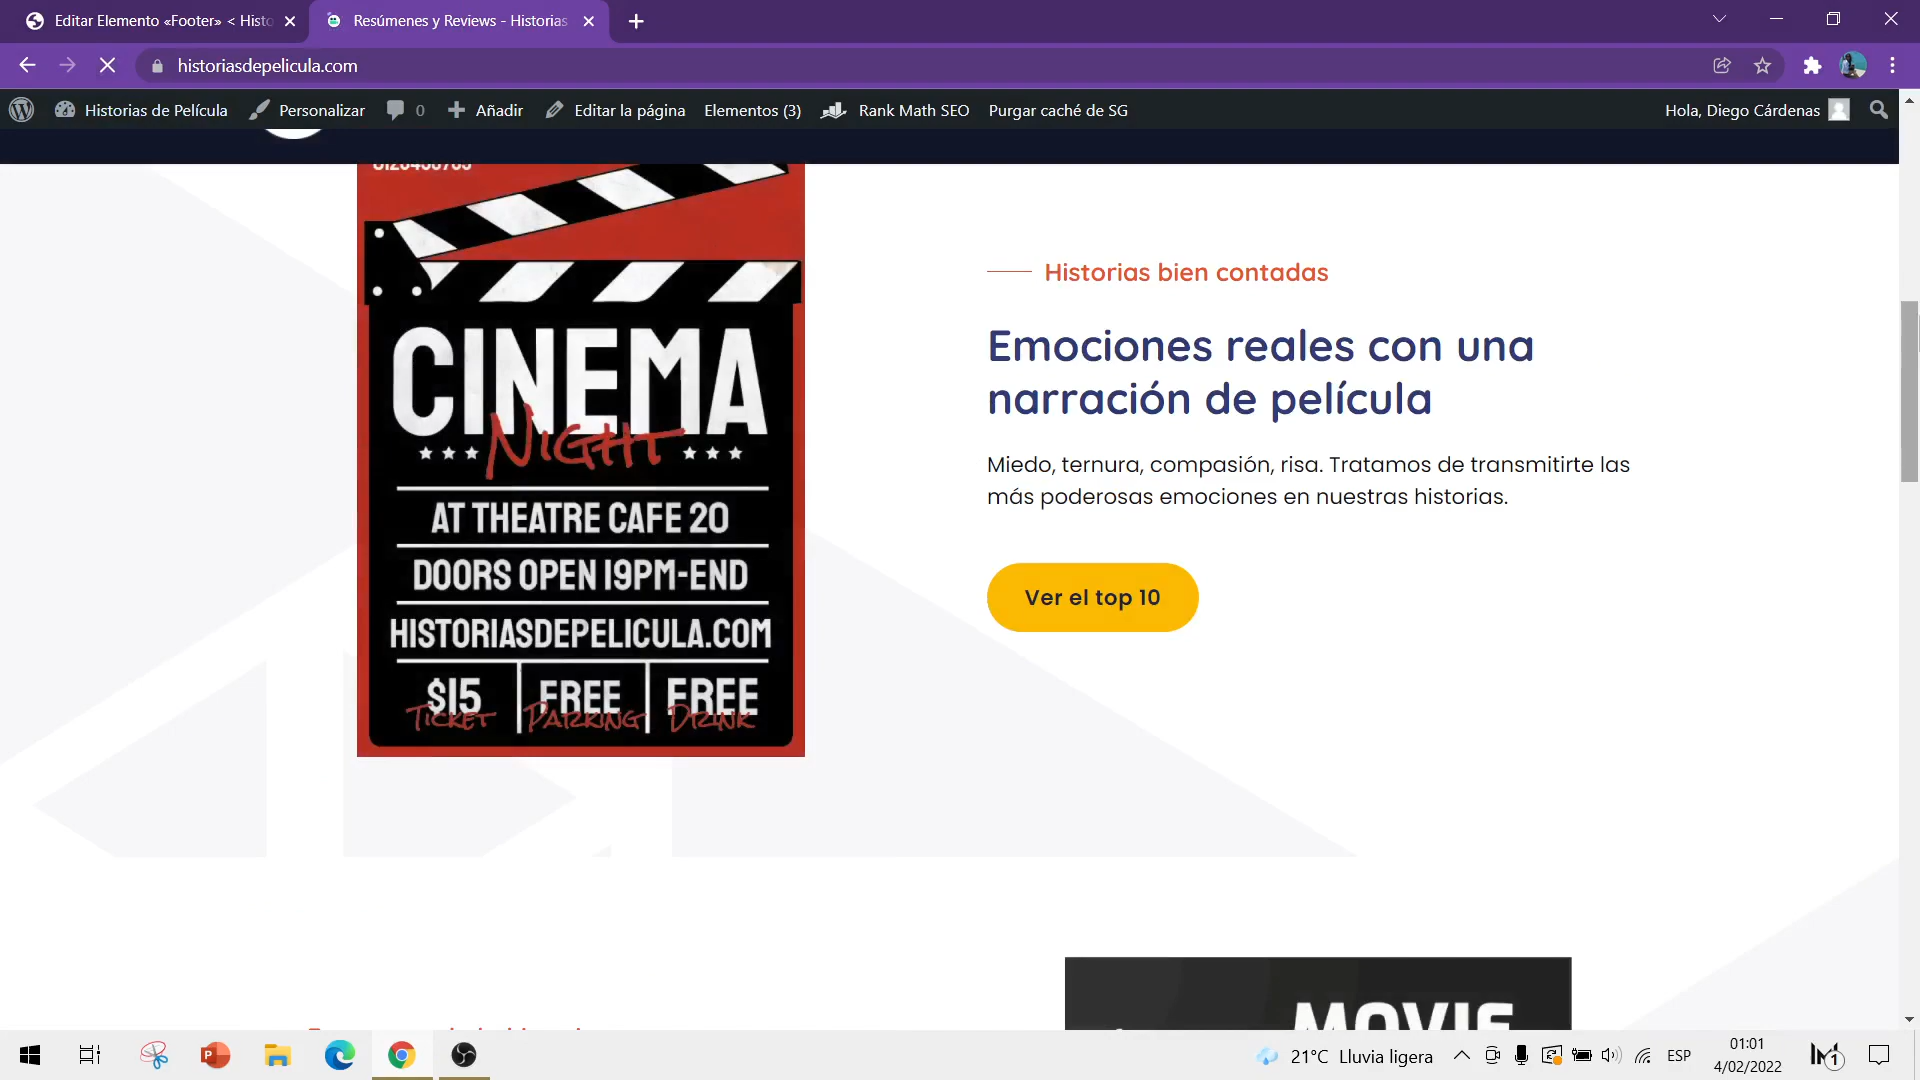 Editar Elemento «Footer» < Histo
Resúmenes y Reviews - Historias
historiasdepelicula.com
Historias de Película
Personalizar
0
Añadir
Editar la página
Elementos (3)
Rank Math SEO
Purgar caché de SG
Hola, Diego Cárdenas
CINEMA
NIGHT
AT THEATRE CAFE 20
DOORS OPEN 19PM-END
HISTORIASDEPELICULA.COM
$15 FREE FREE
TICKET PARKING DRINK
Historias bien contadas
Emociones reales con una
narración de película
Miedo, ternura, compasión, risa. Tratamos de transmitirte las
más poderosas emociones en nuestras historias.
Ver el top 10
MOVIE
21°C Lluvia ligera
ESP
01:01
4/02/2022
1